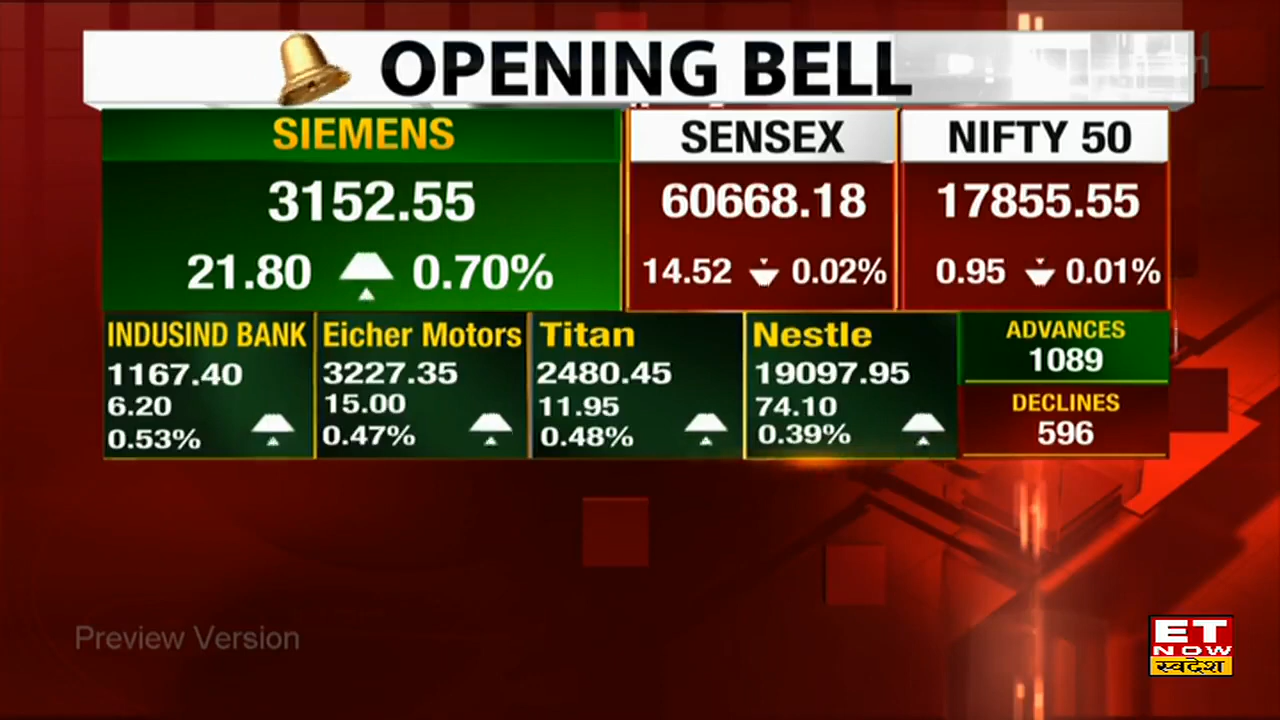 OPENING BELL
SIEMENS
3152.55
21.80 0.70%
SENSEX
60668.18
14.52 0.02%
NIFTY 50
17855.55
0.95 0.01%
INDUSIND BANK
1167.40
6.20
0.53%
Eicher Motors
3227.35
15.00
0.47%
Titan
2480.45
11.95
0.48%
Nestle
19097.95
74.10
0.39%
ADVANCES
1089
DECLINES
596
Preview Version
ET
NOW
स्वदेश